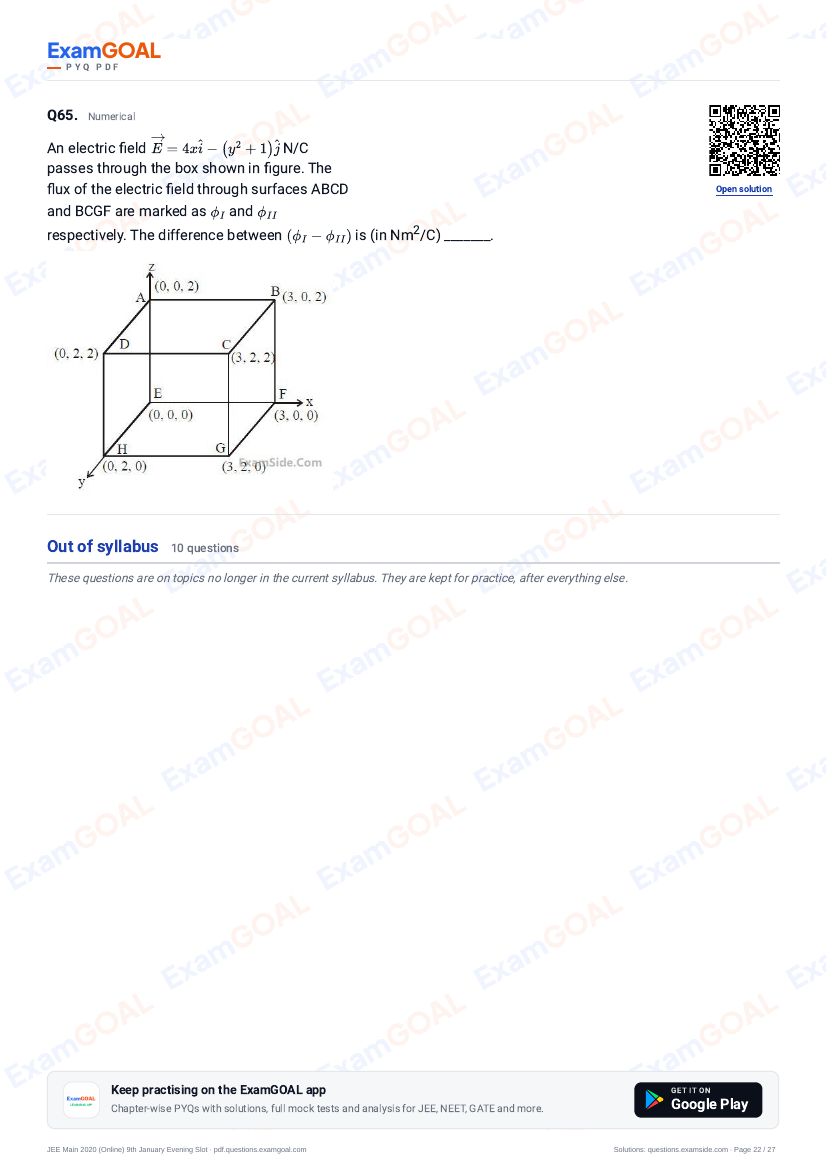 ExamGOAL
PYQ PDF
Q65. Numerical
An electric field $\overrightarrow{E} = 4x\hat{i} - (y^2 + 1)\hat{j}$ N/C
passes through the box shown in figure. The
flux of the electric field through surfaces ABCD
and BCGF are marked as $\phi_I$ and $\phi_{II}$
respectively. The difference between $(\phi_I - \phi_{II})$ is (in Nm²/C) _______.
Open solution
z
A (0, 0, 2)
B (3, 0, 2)
(0, 2, 2) D
C (3, 2, 2)
E (0, 0, 0)
F x (3, 0, 0)
H (0, 2, 0)
G (3, 2, 0)
ExamSide.Com
y
Out of syllabus 10 questions
These questions are on topics no longer in the current syllabus. They are kept for practice, after everything else.
ExamGOAL
Keep practising on the ExamGOAL app
Chapter-wise PYQs with solutions, full mock tests and analysis for JEE, NEET, GATE and more.
GET IT ON
Google Play
JEE Main 2020 (Online) 9th January Evening Slot · pdf.questions.examgoal.com
Solutions: questions.examside.com · Page 22 / 27